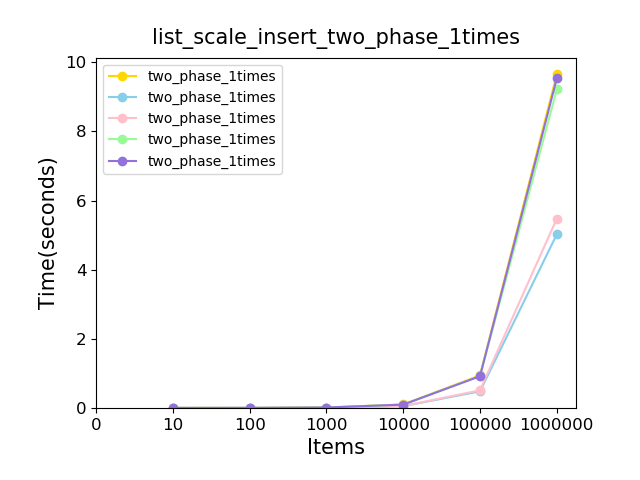 list_scale_insert_two_phase_1times
10
8
6
4
2
0
Time(seconds)
two_phase_1times
two_phase_1times
two_phase_1times
two_phase_1times
two_phase_1times
0 10 100 1000 10000 100000 1000000
Items